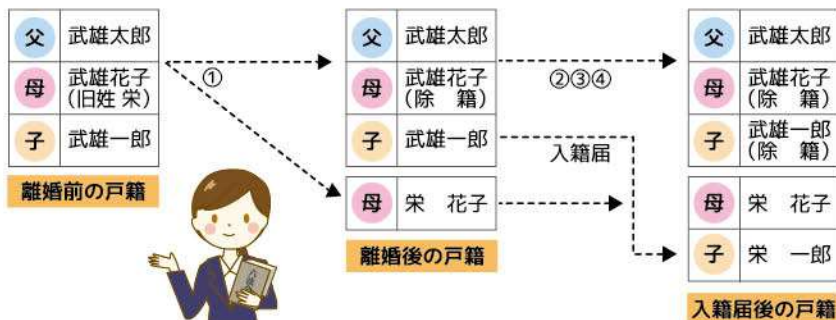 父 武雄太郎
母 武雄花子
(旧姓 栄)
子 武雄一郎
離婚前の戸籍
①
父 武雄太郎
母 武雄花子
(除 籍)
子 武雄一郎
母 栄 花子
離婚後の戸籍
②③④
入籍届
父 武雄太郎
母 武雄花子
(除 籍)
子 武雄一郎
(除 籍)
母 栄 花子
子 栄 一郎
入籍届後の戸籍